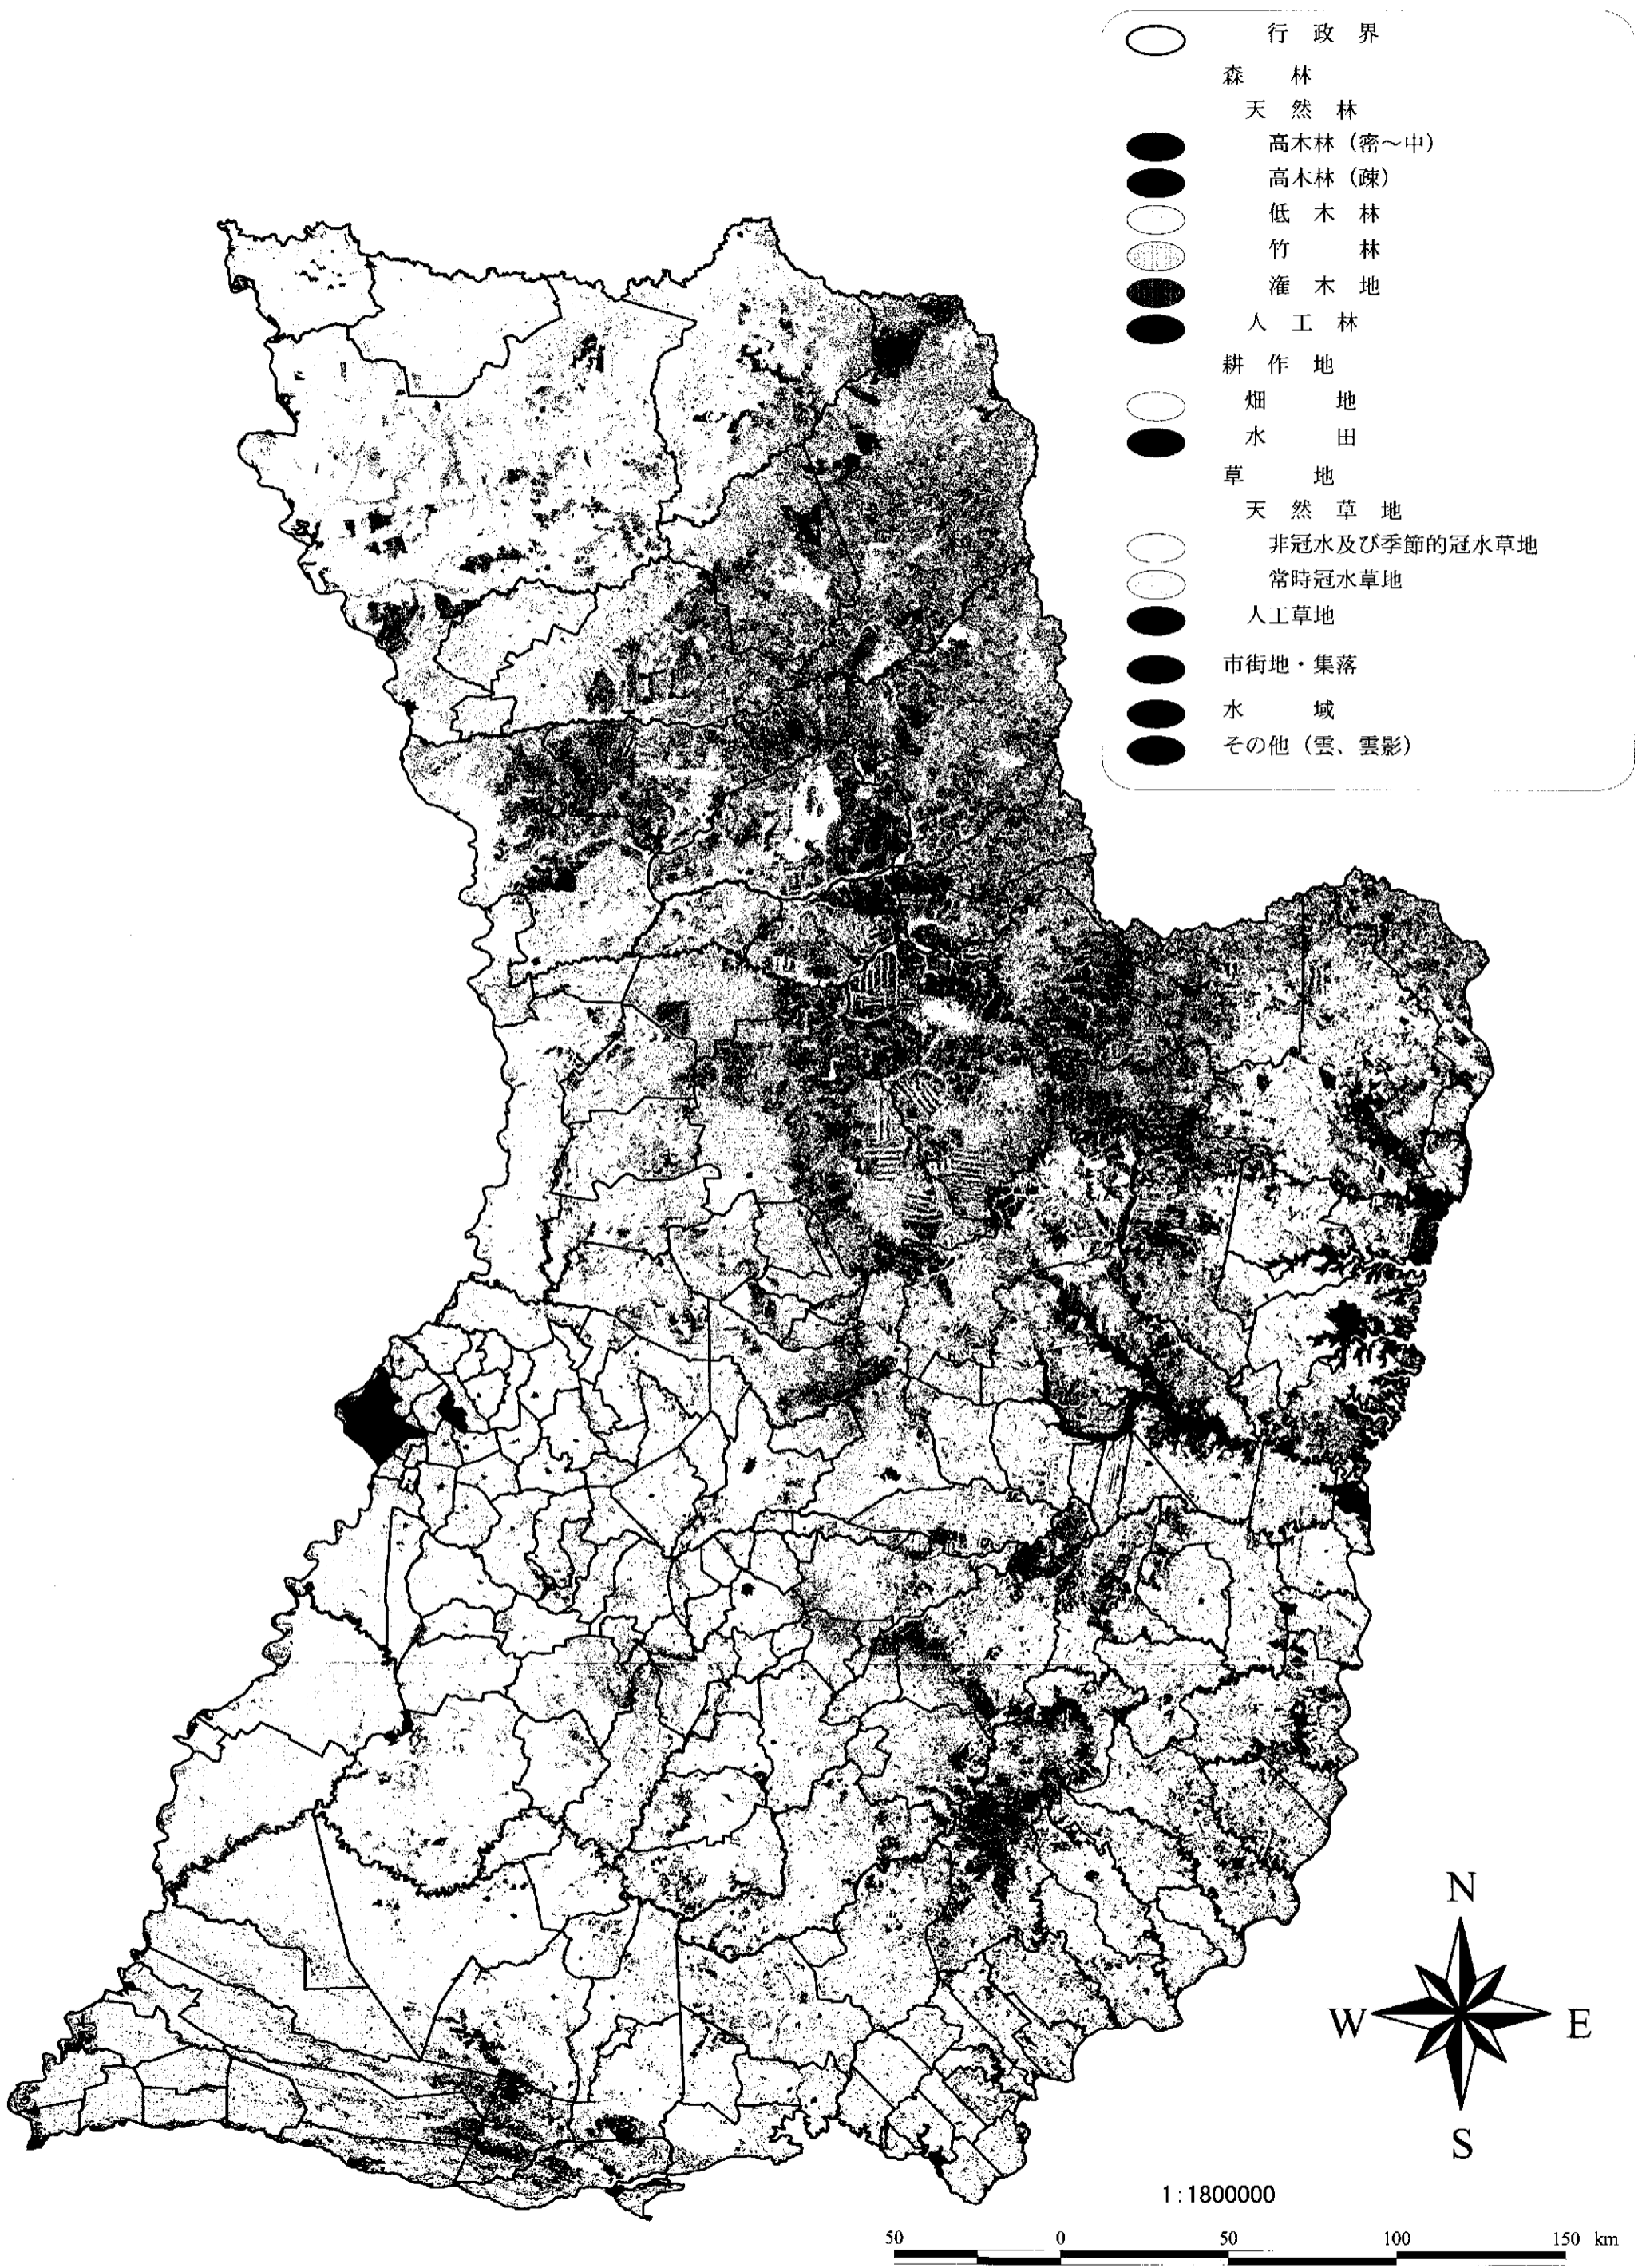 行 政 界
森 林
天 然 林
高木林（密～中）
高木林（疎）
低 木 林
竹 林
潅 木 地
人 工 林
耕 作 地
畑 地
水 田
草 地
天 然 草 地
非冠水及び季節的冠水草地
常時冠水草地
人工草地
市街地・集落
水 域
その他（雲、雲影）
N
W E
S
1:1800000
50 0 50 100 150 km